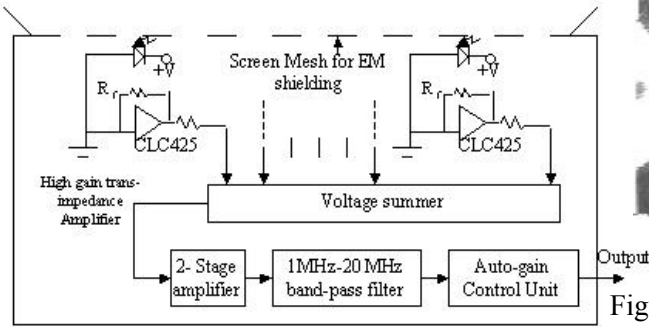 Screen Mesh for EM
shielding
+V
+V
R f
R f
CLC425
CLC425
High gain trans-
impedance
Amplifier
Voltage summer
2- Stage
amplifier
1MHz-20 MHz
band-pass filter
Auto-gain
Control Unit
Output
Fig